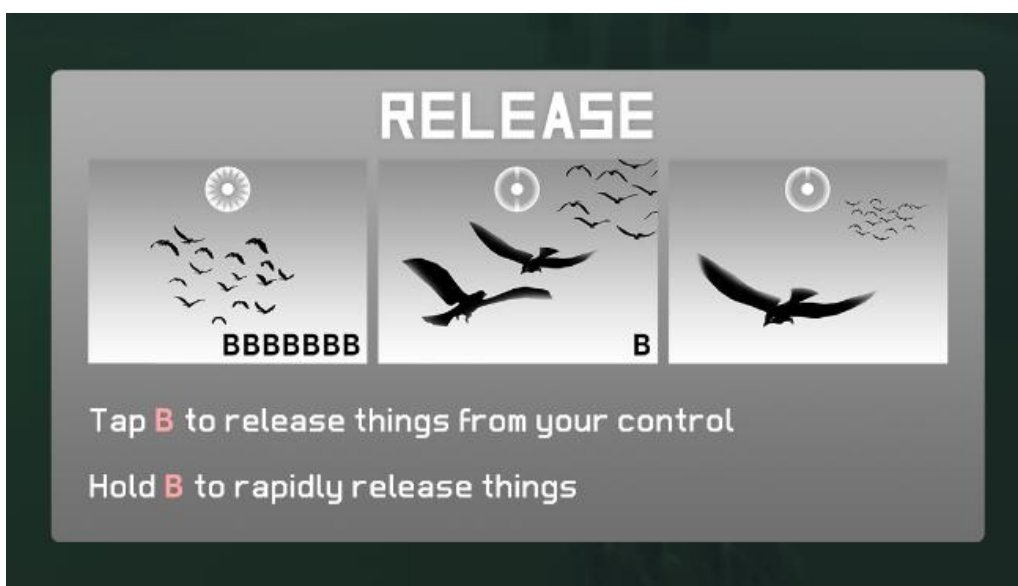 RELEASE
BBBBBBB
B
Tap B to release things from your control
Hold B to rapidly release things